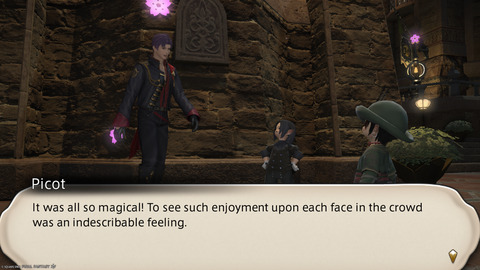 Picot
It was all so magical! To see such enjoyment upon each face in the crowd
was an indescribable feeling.